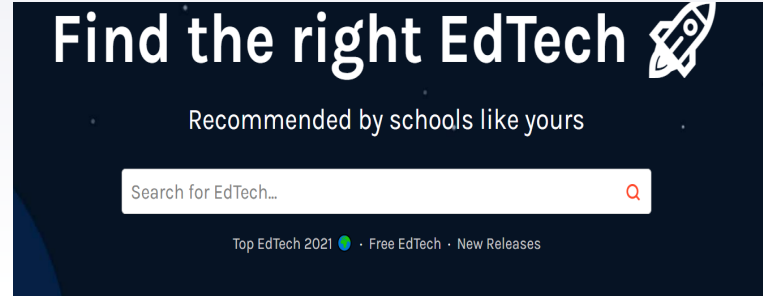 Find the right EdTech
Recommended by schools like yours
Search for EdTech...
Top EdTech 2021 · Free EdTech · New Releases